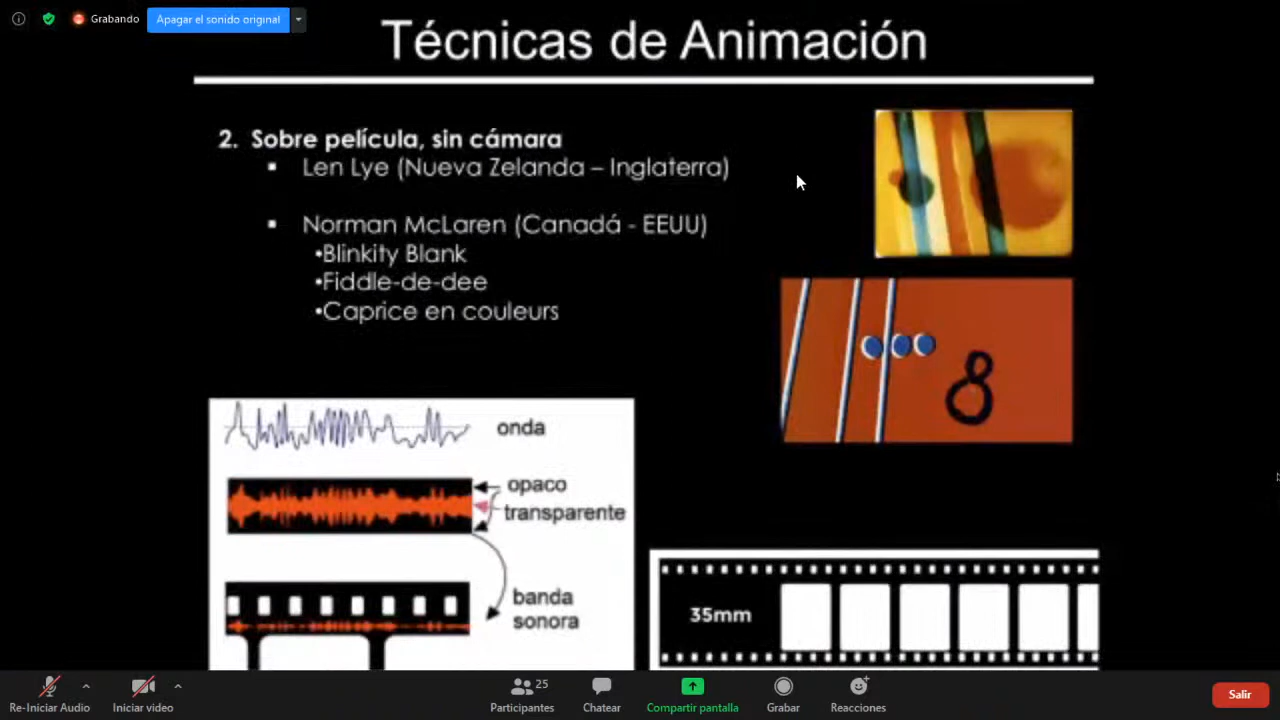 Grabando
Apagar el sonido original
Técnicas de Animación
2. Sobre película, sin cámara
▪ Len Lye (Nueva Zelanda – Inglaterra)
▪ Norman McLaren (Canadá - EEUU)
•Blinkity Blank
•Fiddle-de-dee
•Caprice en couleurs
8
onda
opaco
transparente
banda
sonora
35mm
Re-Iniciar Audio
Iniciar video
25
Participantes
Chatear
Compartir pantalla
Grabar
Reacciones
Salir